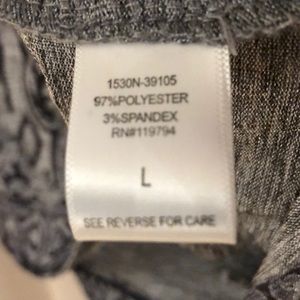 1530N-39105
97%POLYESTER
3%SPANDEX
RN#119794
L
SEE REVERSE FOR CARE